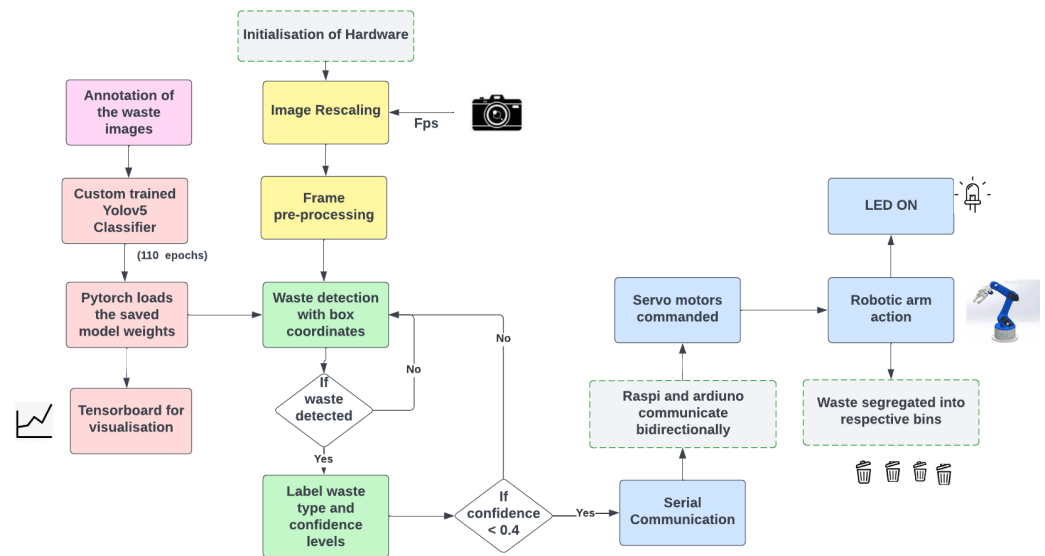 Initialisation of Hardware
Annotation of
the waste
images
Image Rescaling
Fps
Custom trained
Yolov5
Classifier
Frame
pre-processing
(110 epochs)
LED ON
Pytorch loads
the saved
model weights
Waste detection
with box
coordinates
Servo motors
commanded
Robotic arm
action
No
No
If
waste
detected
Tensorboard for
visualisation
Raspi and ardiuno
communicate
bidirectionally
Waste segregated into
respective bins
Yes
Label waste
type and
confidence
levels
If
confidence
< 0.4
Yes
Serial
Communication